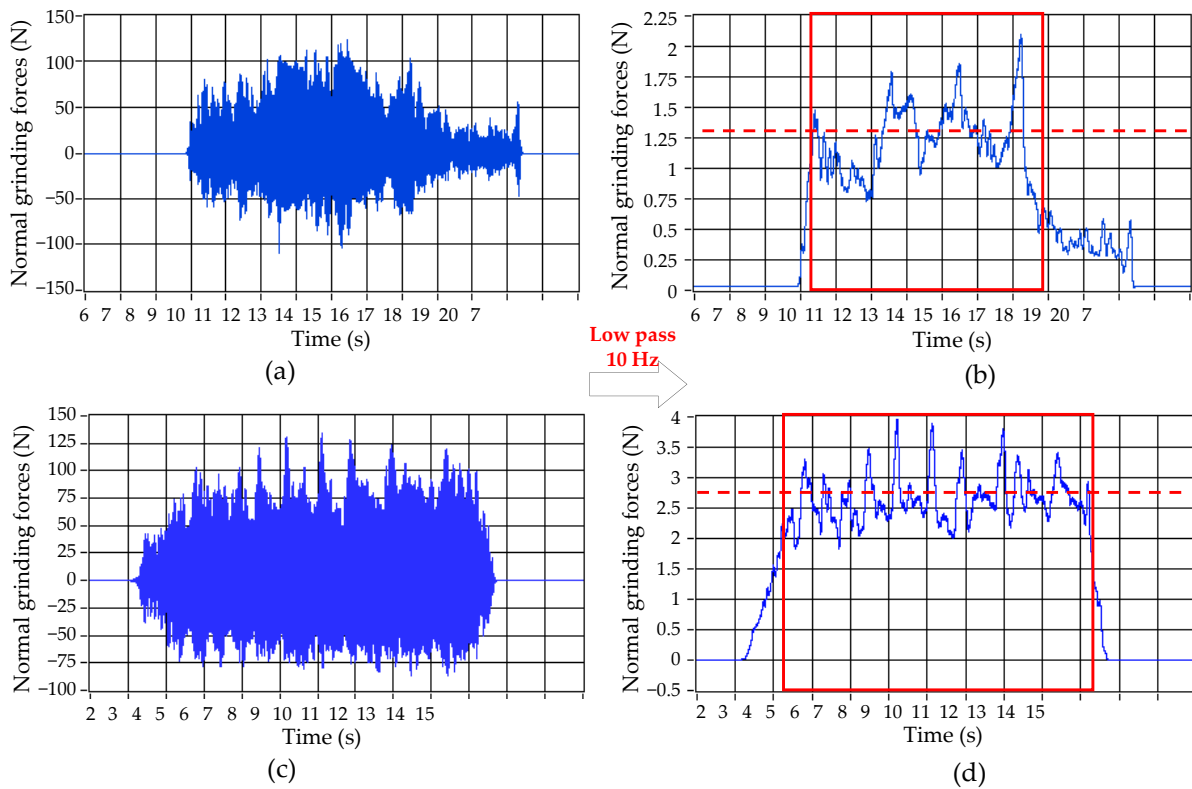 (a)
Normal grinding forces (N)
150
100
50
0
−50
−100
−150
6 7 8 9 10 11 12 13 14 15 16 17 18 19 20 7
Time (s)
(b)
Normal grinding forces (N)
2.25
2
1.75
1.5
1.25
1
0.75
0.5
0.25
0
6 7 8 9 10 11 12 13 14 15 16 17 18 19 20 7
Time (s)
Low pass
10 Hz
(c)
Normal grinding forces (N)
150
125
100
75
50
25
0
−25
−50
−75
−100
2 3 4 5 6 7 8 9 10 11 12 13 14 15
Time (s)
(d)
Normal grinding forces (N)
4
3.5
3
2.5
2
1.5
1
0
−0.5
2 3 4 5 6 7 8 9 10 11 12 13 14 15
Time (s)